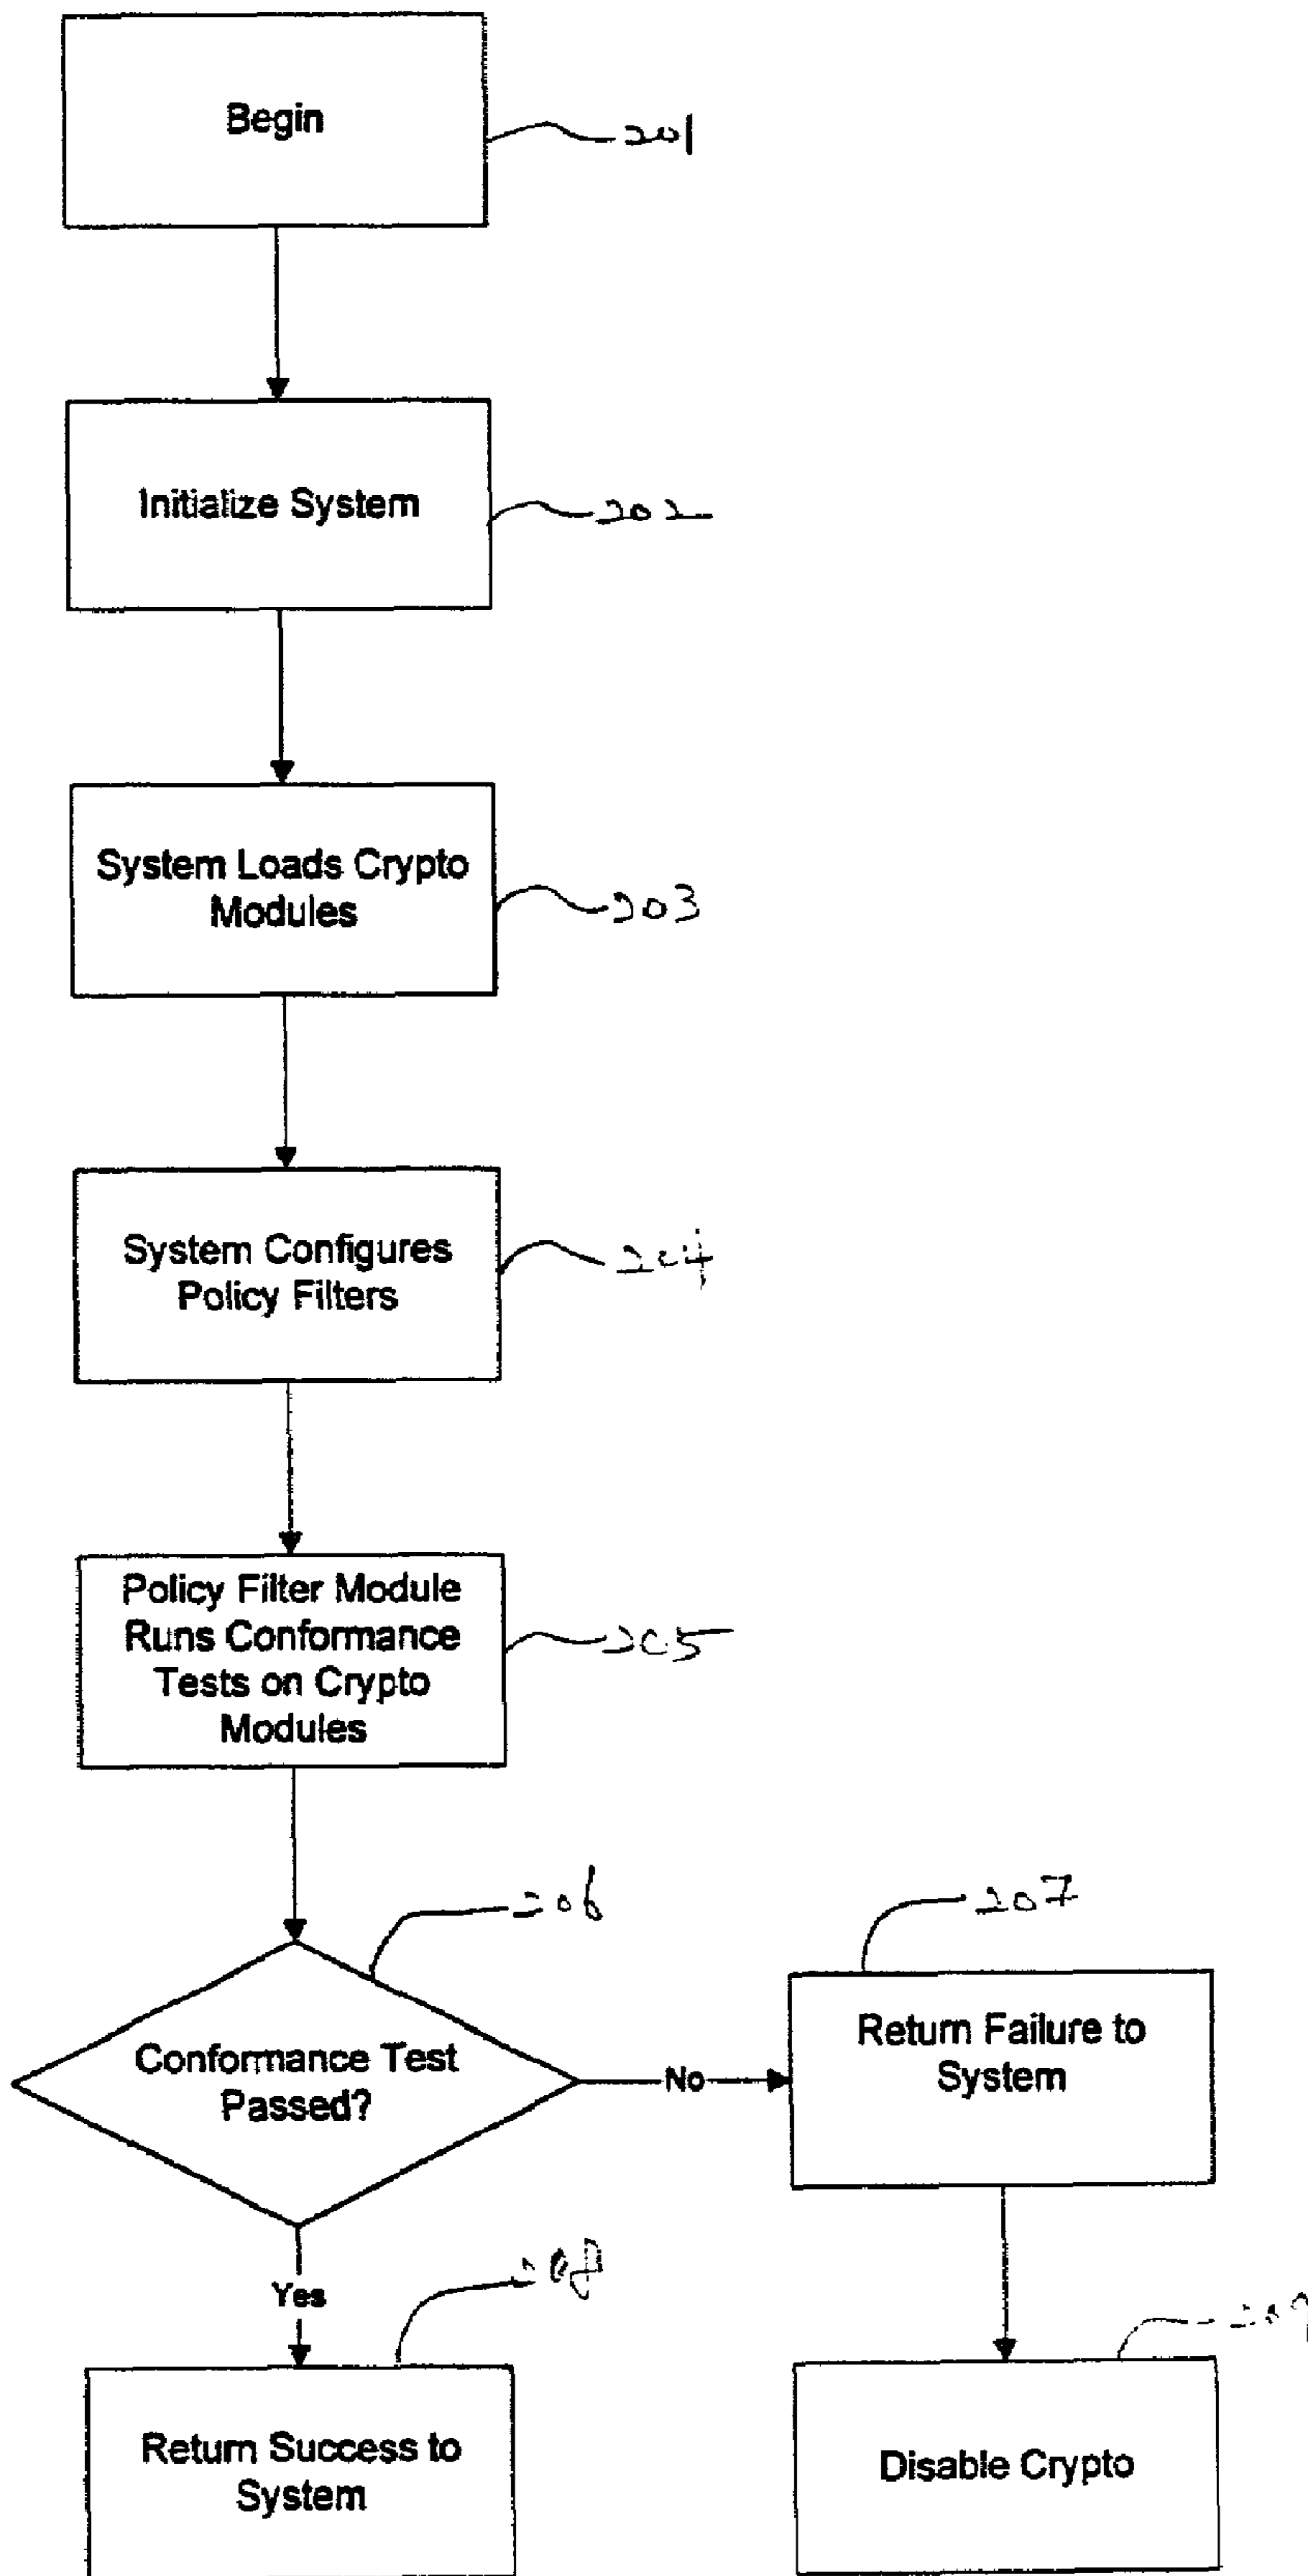 Begin
201
Initialize System
202
System Loads Crypto
Modules
203
System Configures
Policy Filters
204
Policy Filter Module
Runs Conformance
Tests on Crypto
Modules
205
206
Conformance Test
Passed?
No
207
Return Failure to
System
Yes
208
Return Success to
System
209
Disable Crypto